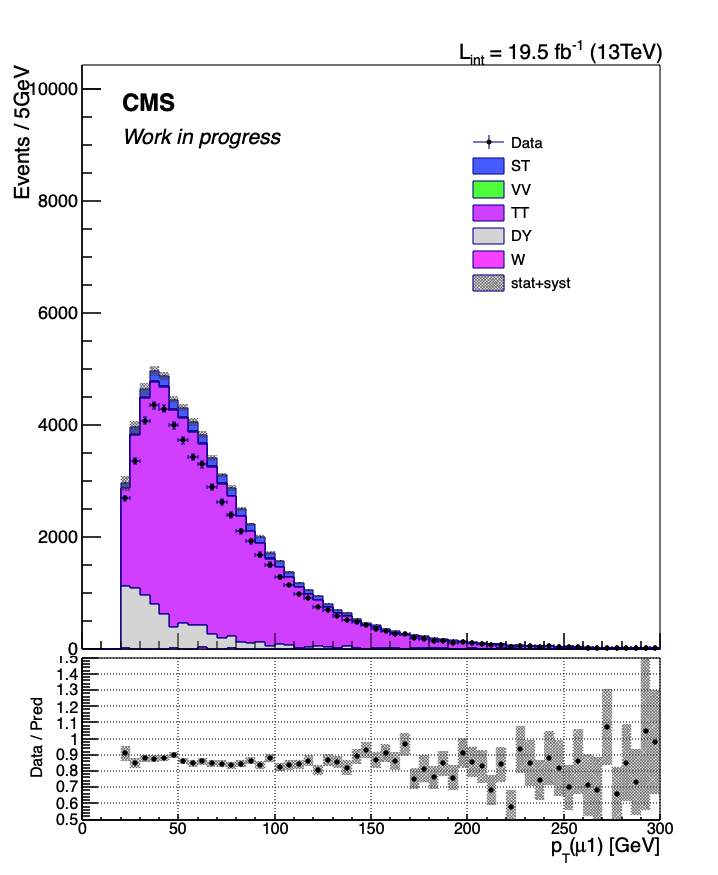 L_int = 19.5 fb⁻¹ (13TeV)
Events / 5GeV
10000
8000
6000
4000
2000
0
CMS
Work in progress
Data
ST
VV
TT
DY
W
stat+syst
Data / Pred
1.5
1.4
1.3
1.2
1.1
1
0.9
0.8
0.7
0.6
0.5
0 50 100 150 200 250 300
p_T(μ1) [GeV]